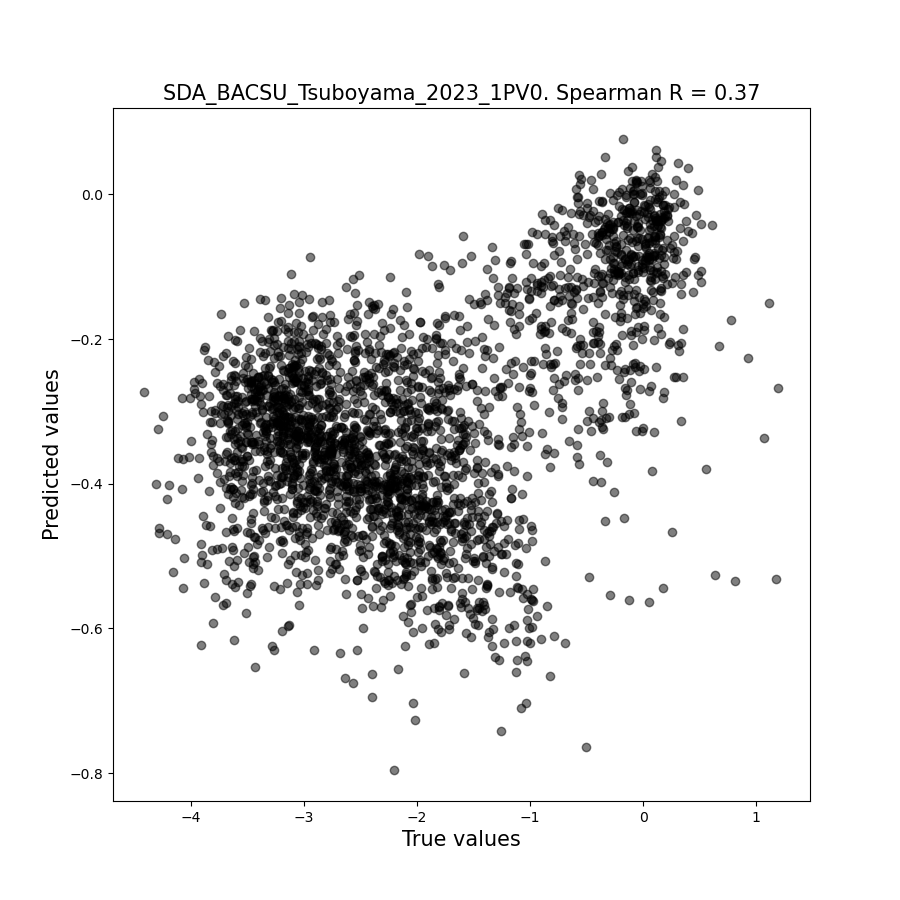 SDA_BACSU_Tsuboyama_2023_1PV0. Spearman R = 0.37
0.0
−0.2
−0.4
−0.6
−0.8
Predicted values
−4 −3 −2 −1 0 1
True values